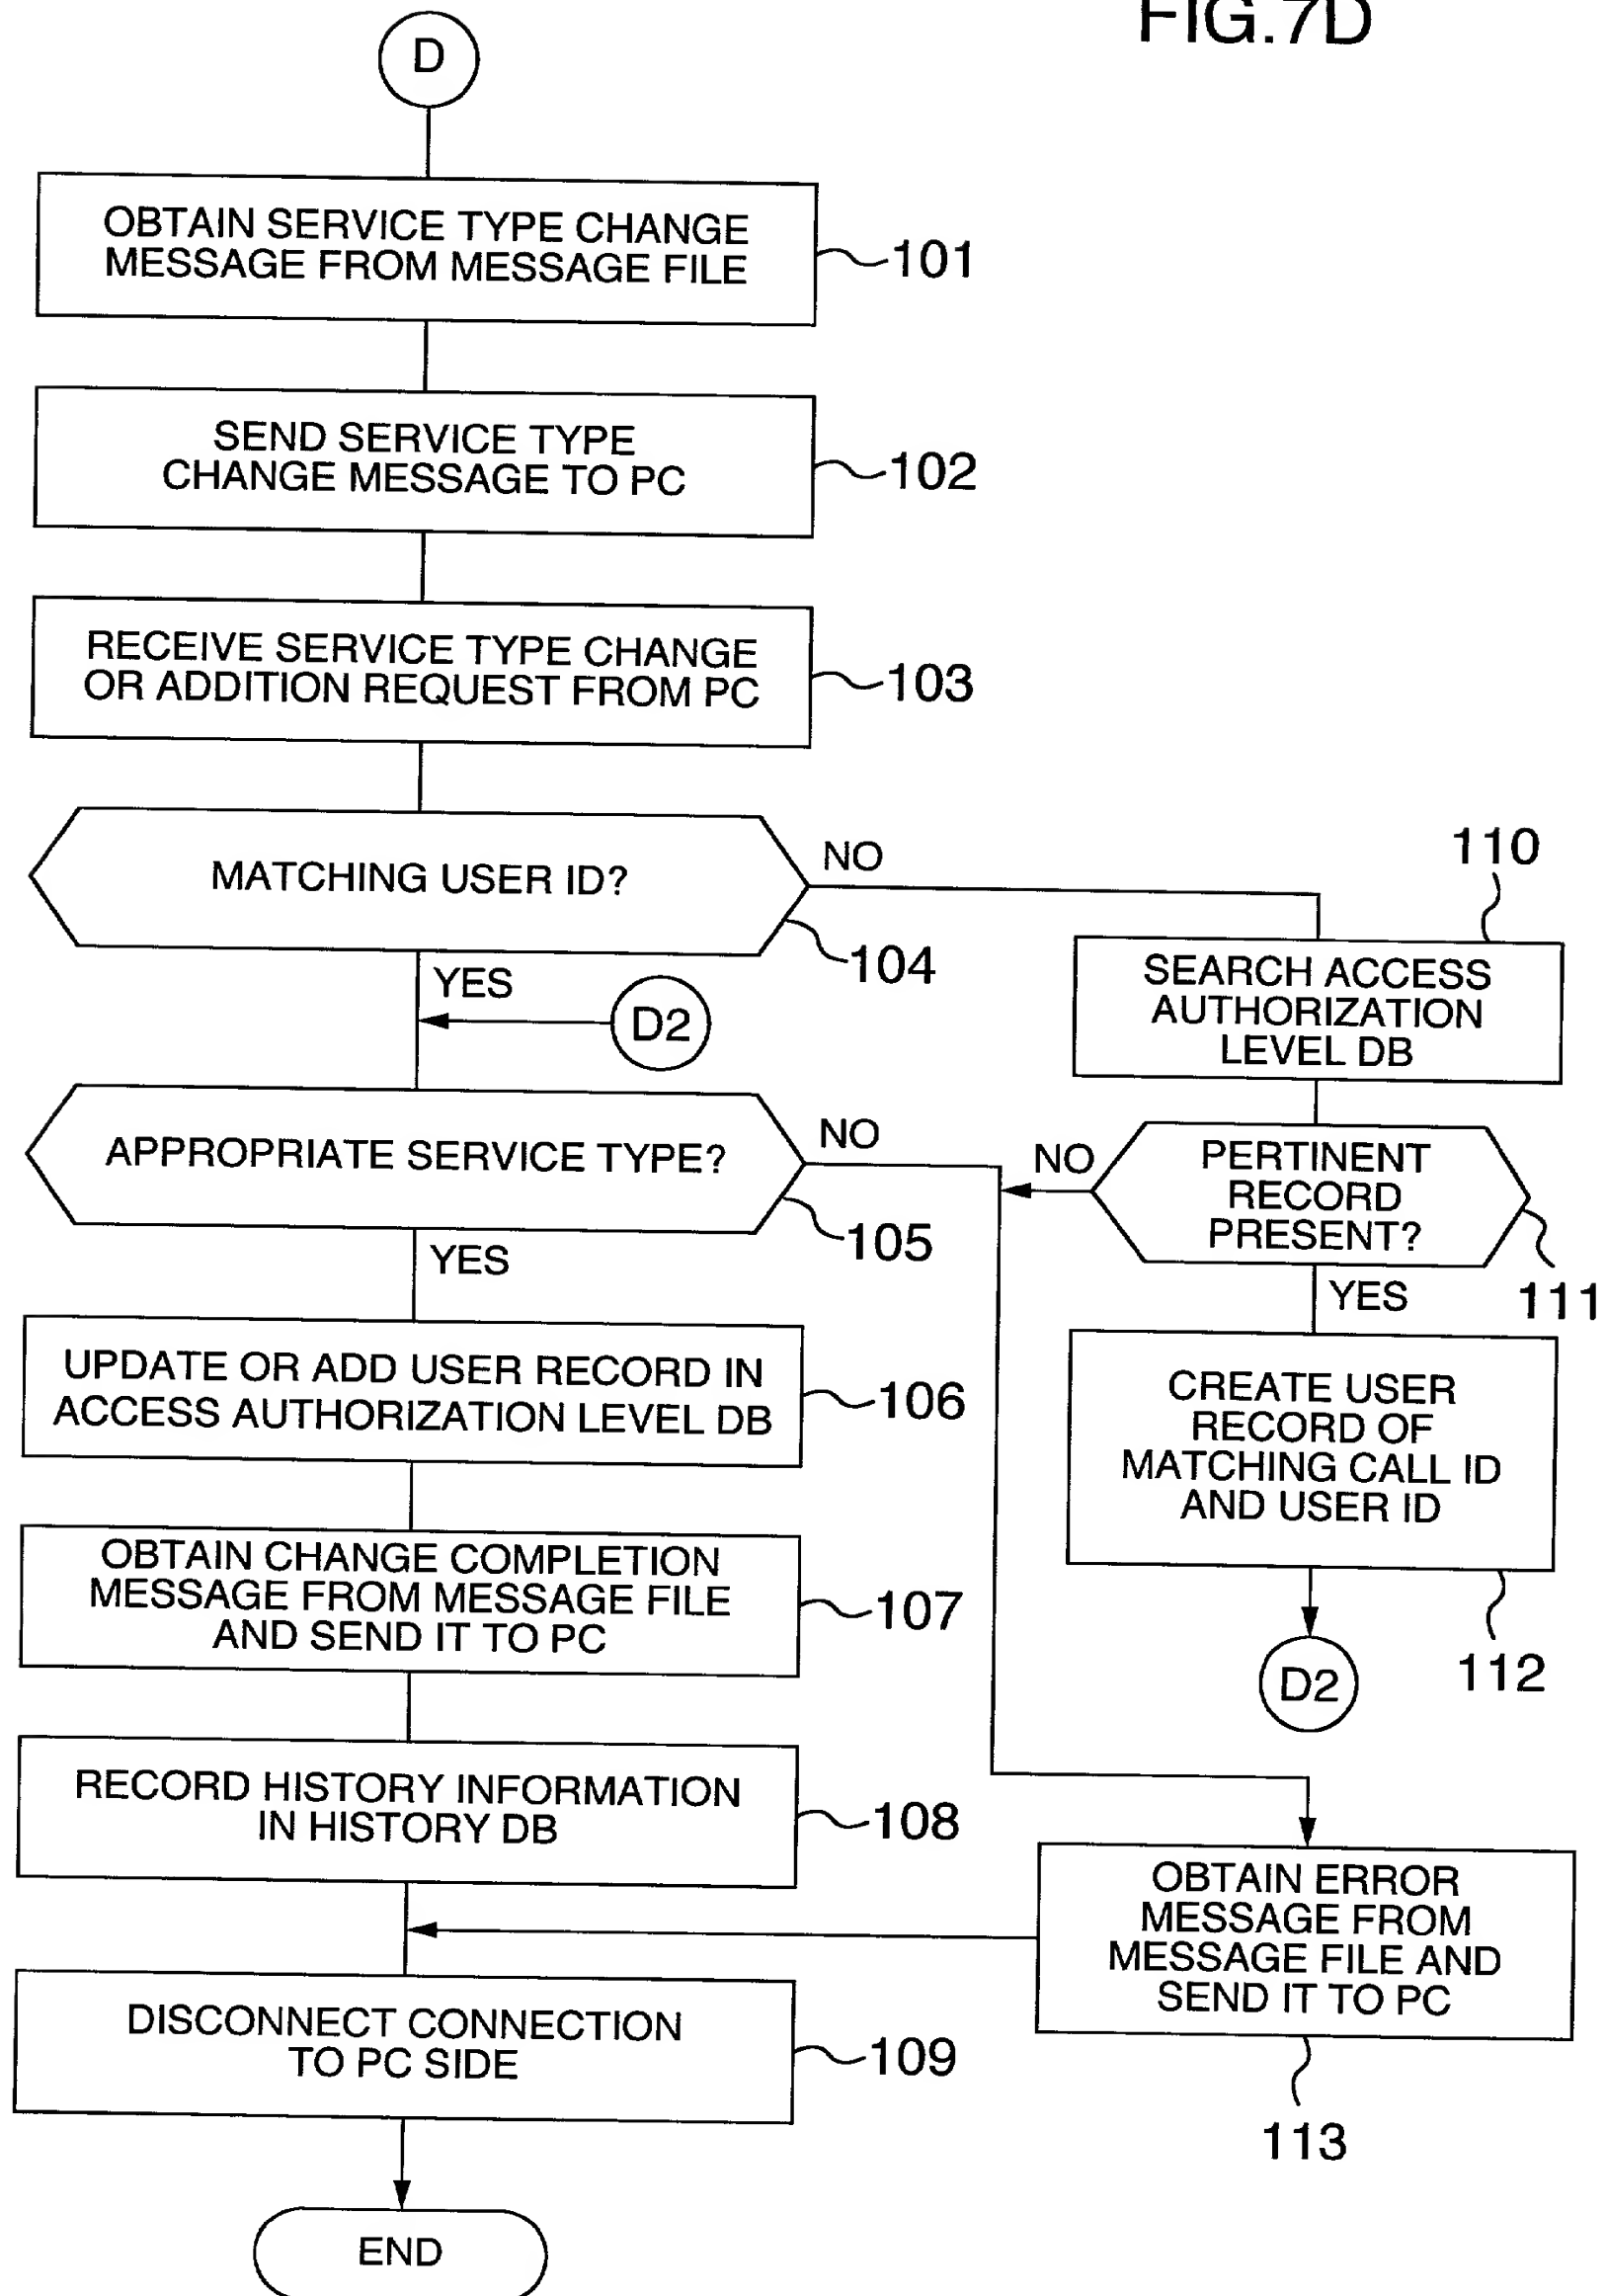 FIG.7D
D
OBTAIN SERVICE TYPE CHANGE
MESSAGE FROM MESSAGE FILE
101
SEND SERVICE TYPE
CHANGE MESSAGE TO PC
102
RECEIVE SERVICE TYPE CHANGE
OR ADDITION REQUEST FROM PC
103
MATCHING USER ID?
NO
104
YES
D2
110
SEARCH ACCESS
AUTHORIZATION
LEVEL DB
APPROPRIATE SERVICE TYPE?
NO
105
YES
NO
PERTINENT
RECORD
PRESENT?
111
YES
UPDATE OR ADD USER RECORD IN
ACCESS AUTHORIZATION LEVEL DB
106
CREATE USER
RECORD OF
MATCHING CALL ID
AND USER ID
112
D2
OBTAIN CHANGE COMPLETION
MESSAGE FROM MESSAGE FILE
AND SEND IT TO PC
107
RECORD HISTORY INFORMATION
IN HISTORY DB
108
OBTAIN ERROR
MESSAGE FROM
MESSAGE FILE AND
SEND IT TO PC
113
DISCONNECT CONNECTION
TO PC SIDE
109
END